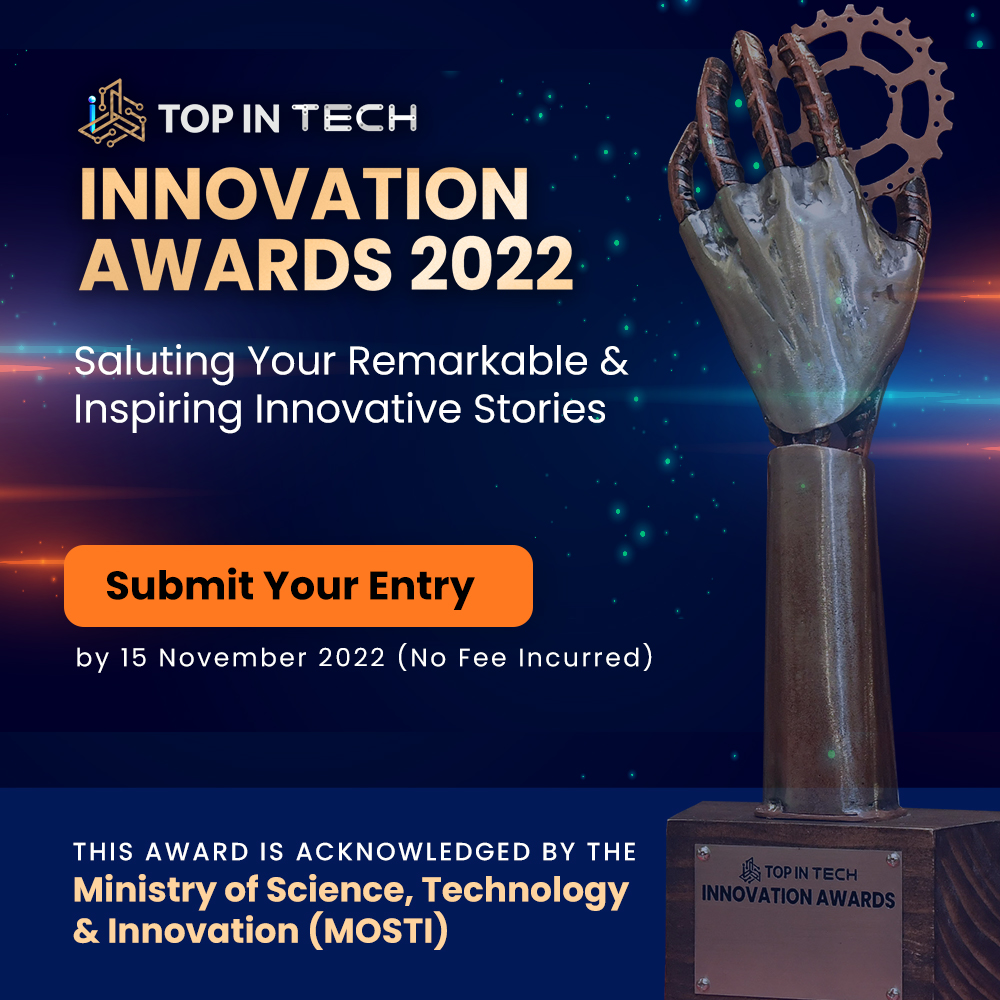 TOP IN TECH
INNOVATION
AWARDS 2022
Saluting Your Remarkable &
Inspiring Innovative Stories
Submit Your Entry
by 15 November 2022 (No Fee Incurred)
THIS AWARD IS ACKNOWLEDGED BY THE
Ministry of Science, Technology
& Innovation (MOSTI)
TOP IN TECH
INNOVATION AWARDS